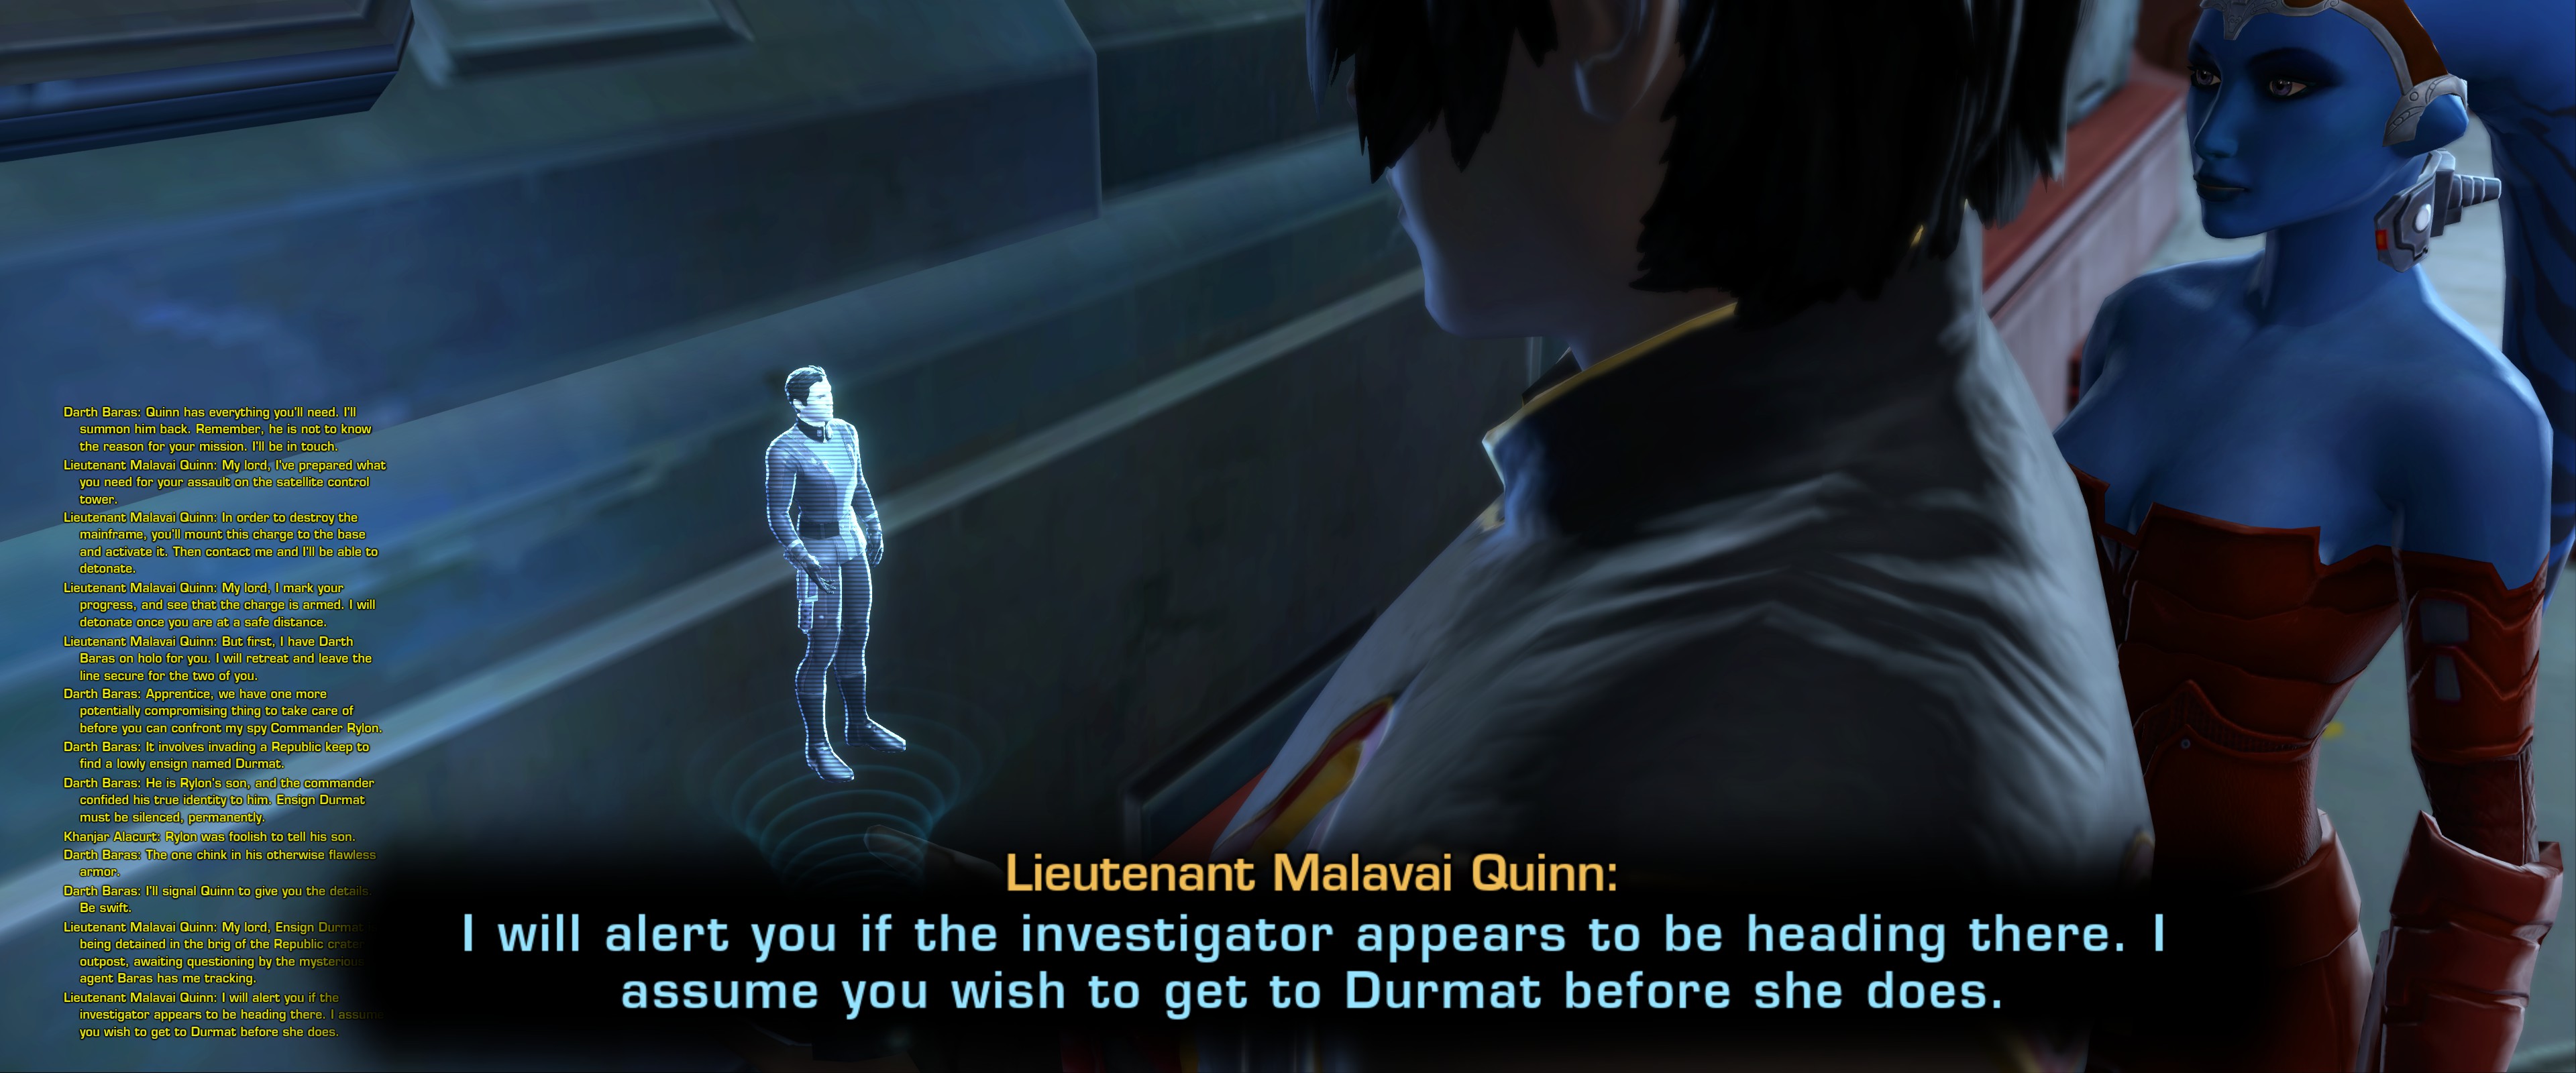 Darth Baras: Quinn has everything you'll need. I'll
summon him back. Remember, he is not to know
the reason for your mission. I'll be in touch.
Lieutenant Malavai Quinn: My lord, I've prepared what
you need for your assault on the satellite control
tower.
Lieutenant Malavai Quinn: In order to destroy the
mainframe, you'll mount this charge to the base
and activate it. Then contact me and I'll be able to
detonate.
Lieutenant Malavai Quinn: My lord, I mark your
progress, and see that the charge is armed. I will
detonate once you are at a safe distance.
Lieutenant Malavai Quinn: But first, I have Darth
Baras on holo for you. I will retreat and leave the
line secure for the two of you.
Darth Baras: Apprentice, we have one more
potentially compromising thing to take care of
before you can confront my spy Commander Rylon.
Darth Baras: It involves invading a Republic keep to
find a lowly ensign named Durmat.
Darth Baras: He is Rylon's son, and the commander
confided his true identity to him. Ensign Durmat
must be silenced, permanently.
Khanjar Alacurt: Rylon was foolish to tell his son.
Darth Baras: The one chink in his otherwise flawless
armor.
Darth Baras: I'll signal Quinn to give you the details.
Be swift.
Lieutenant Malavai Quinn: My lord, Ensign Durmat
being detained in the brig of the Republic crater
outpost, awaiting questioning by the mysterious
agent Baras has me tracking.
Lieutenant Malavai Quinn: I will alert you if the
investigator appears to be heading there. I assume
you wish to get to Durmat before she does.
Lieutenant Malavai Quinn:
I will alert you if the investigator appears to be heading there. I
assume you wish to get to Durmat before she does.